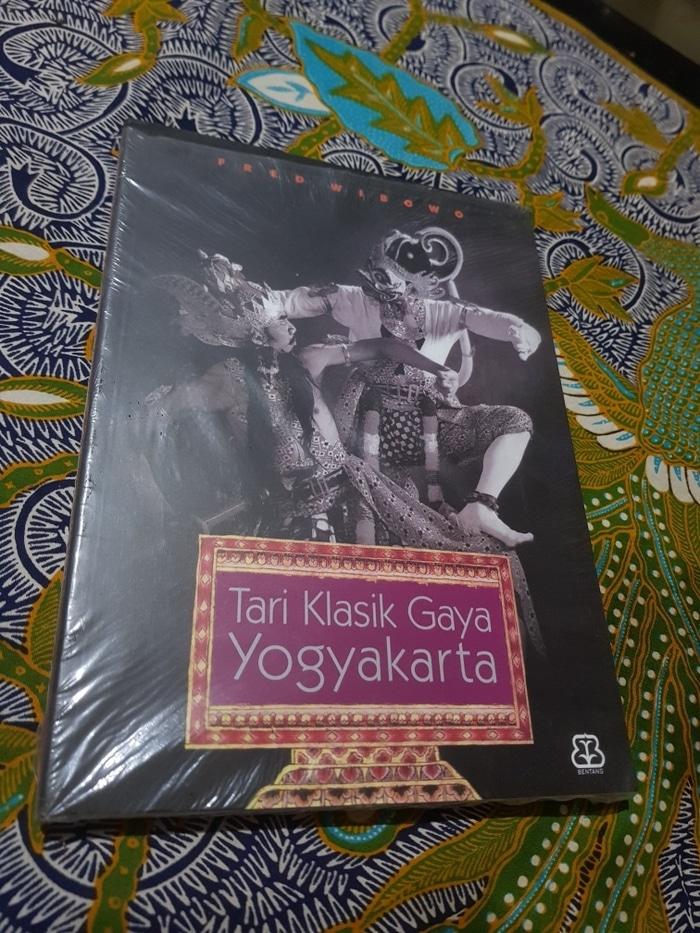 FRED WIBOWO
Tari Klasik Gaya
Yogyakarta
BENTANG